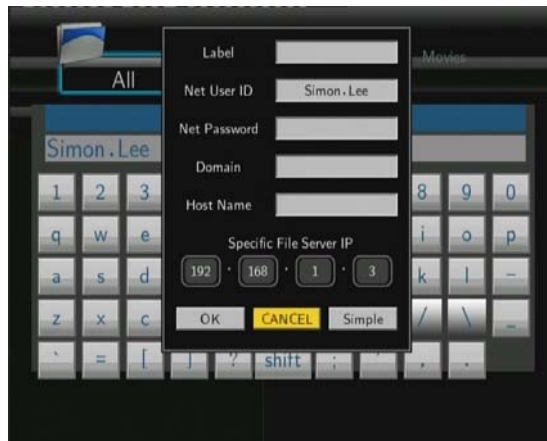 Movies
All
Label
Net User ID Simon.Lee
Net Password
Domain
Host Name
Specific File Server IP
192 . 168 . 1 . 3
OK CANCEL Simple
Simon.Lee
1 2 3 8 9 0
q w e i o p
a s d k l -
z x c / \ _
` = [ ] ? shift ; ' , .